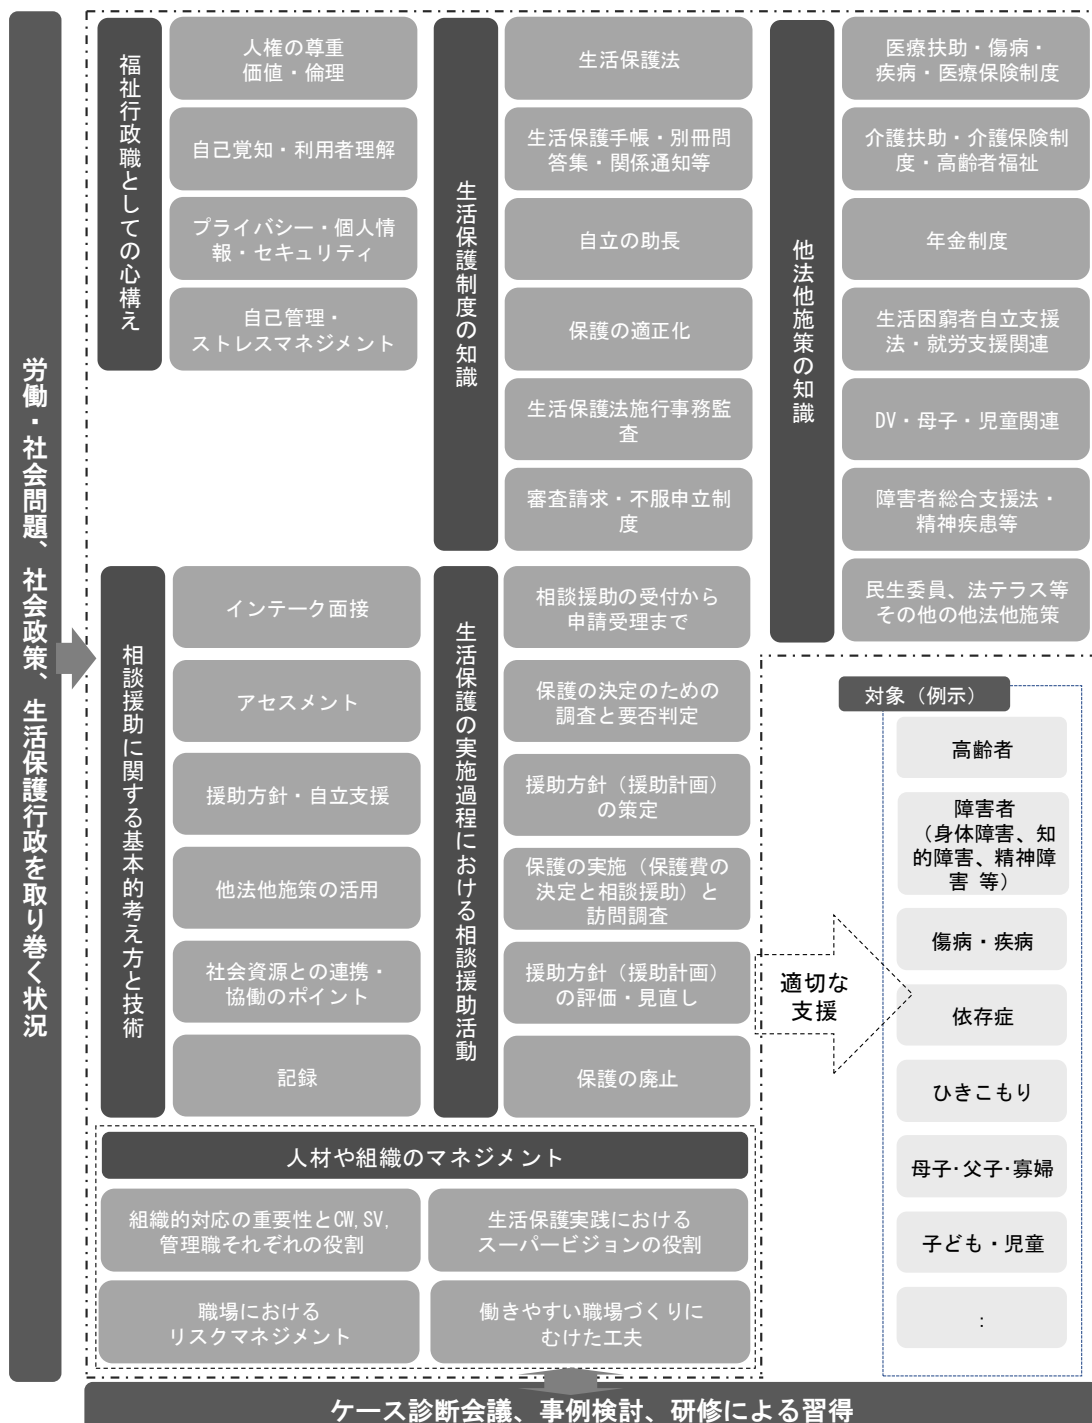 労働・社会問題、社会政策、生活保護行政を取り巻く状況
福祉行政職としての心構え
人権の尊重
価値・倫理
自己覚知・利用者理解
プライバシー・個人情
報・セキュリティ
自己管理・
ストレスマネジメント
生活保護制度の知識
生活保護法
生活保護手帳・別冊問
答集・関係通知等
自立の助長
保護の適正化
生活保護法施行事務監
査
審査請求・不服申立制
度
他法他施策の知識
医療扶助・傷病・
疾病・医療保険制度
介護扶助・介護保険制
度・高齢者福祉
年金制度
生活困窮者自立支援
法・就労支援関連
DV・母子・児童関連
障害者総合支援法・
精神疾患等
民生委員、法テラス等
その他の他法他施策
相談援助に関する基本的考え方と技術
インテーク面接
アセスメント
援助方針・自立支援
他法他施策の活用
社会資源との連携・
協働のポイント
記録
生活保護の実施過程における相談援助活動
相談援助の受付から
申請受理まで
保護の決定のための
調査と要否判定
援助方針（援助計画）
の策定
保護の実施（保護費の
決定と相談援助）と
訪問調査
援助方針（援助計画）
の評価・見直し
保護の廃止
適切な
支援
対象（例示）
高齢者
障害者
（身体障害、知
的障害、精神障
害 等）
傷病・疾病
依存症
ひきこもり
母子･父子･寡婦
子ども・児童
：
人材や組織のマネジメント
組織的対応の重要性とCW,SV,
管理職それぞれの役割
生活保護実践における
スーパービジョンの役割
職場における
リスクマネジメント
働きやすい職場づくりに
むけた工夫
ケース診断会議、事例検討、研修による習得